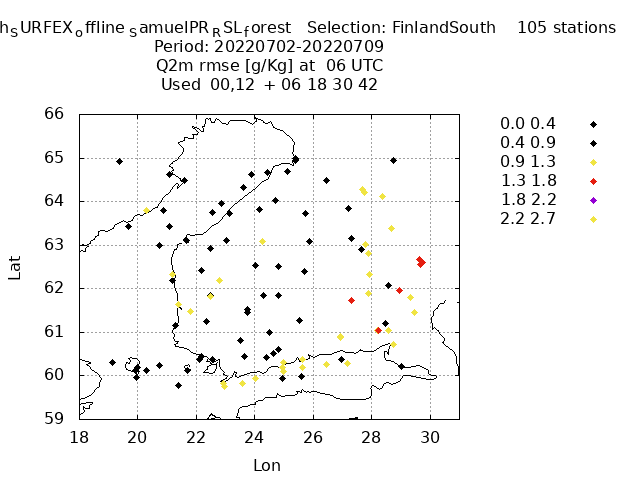 hSURFEXoffline SamuelPRRSLforest Selection: FinlandSouth 105 stations
Period: 20220702-20220709
Q2m rmse [g/Kg] at 06 UTC
Used 00,12 + 06 18 30 42
66
65
64
63
62
61
60
59
Lat
18 20 22 24 26 28 30
Lon
0.0 0.4
0.4 0.9
0.9 1.3
1.3 1.8
1.8 2.2
2.2 2.7